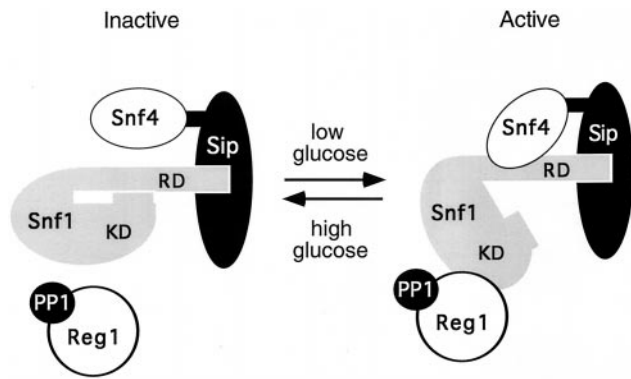 Inactive
Active
Snf4
Sip
RD
Snf1
KD
PP1
Reg1
low
glucose
high
glucose
Snf4
Sip
RD
Snf1
KD
PP1
Reg1